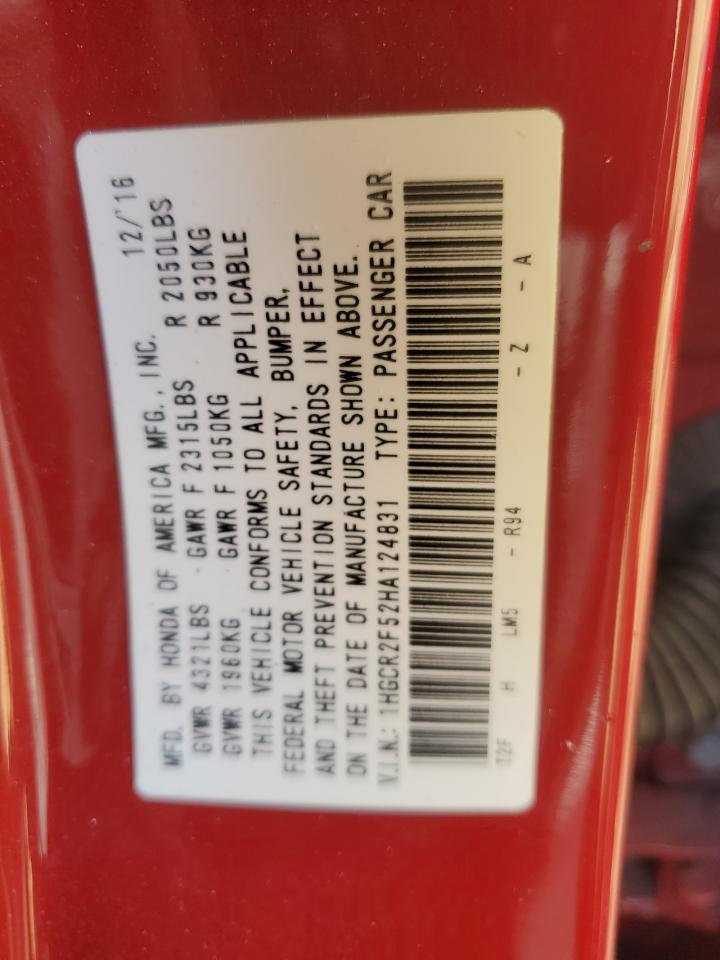 MFD. BY HONDA OF AMERICA MFG., INC. 12/'16
GVWR 4321LBS GAWR F 2315LBS R 2050LBS
GVWR 1960KG GAWR F 1050KG R 930KG
THIS VEHICLE CONFORMS TO ALL APPLICABLE
FEDERAL MOTOR VEHICLE SAFETY, BUMPER,
AND THEFT PREVENTION STANDARDS IN EFFECT
ON THE DATE OF MANUFACTURE SHOWN ABOVE.
V.I.N.: 1HGCR2F52HA124831 TYPE: PASSENGER CAR
T2F H LM5 - R94 - Z - A